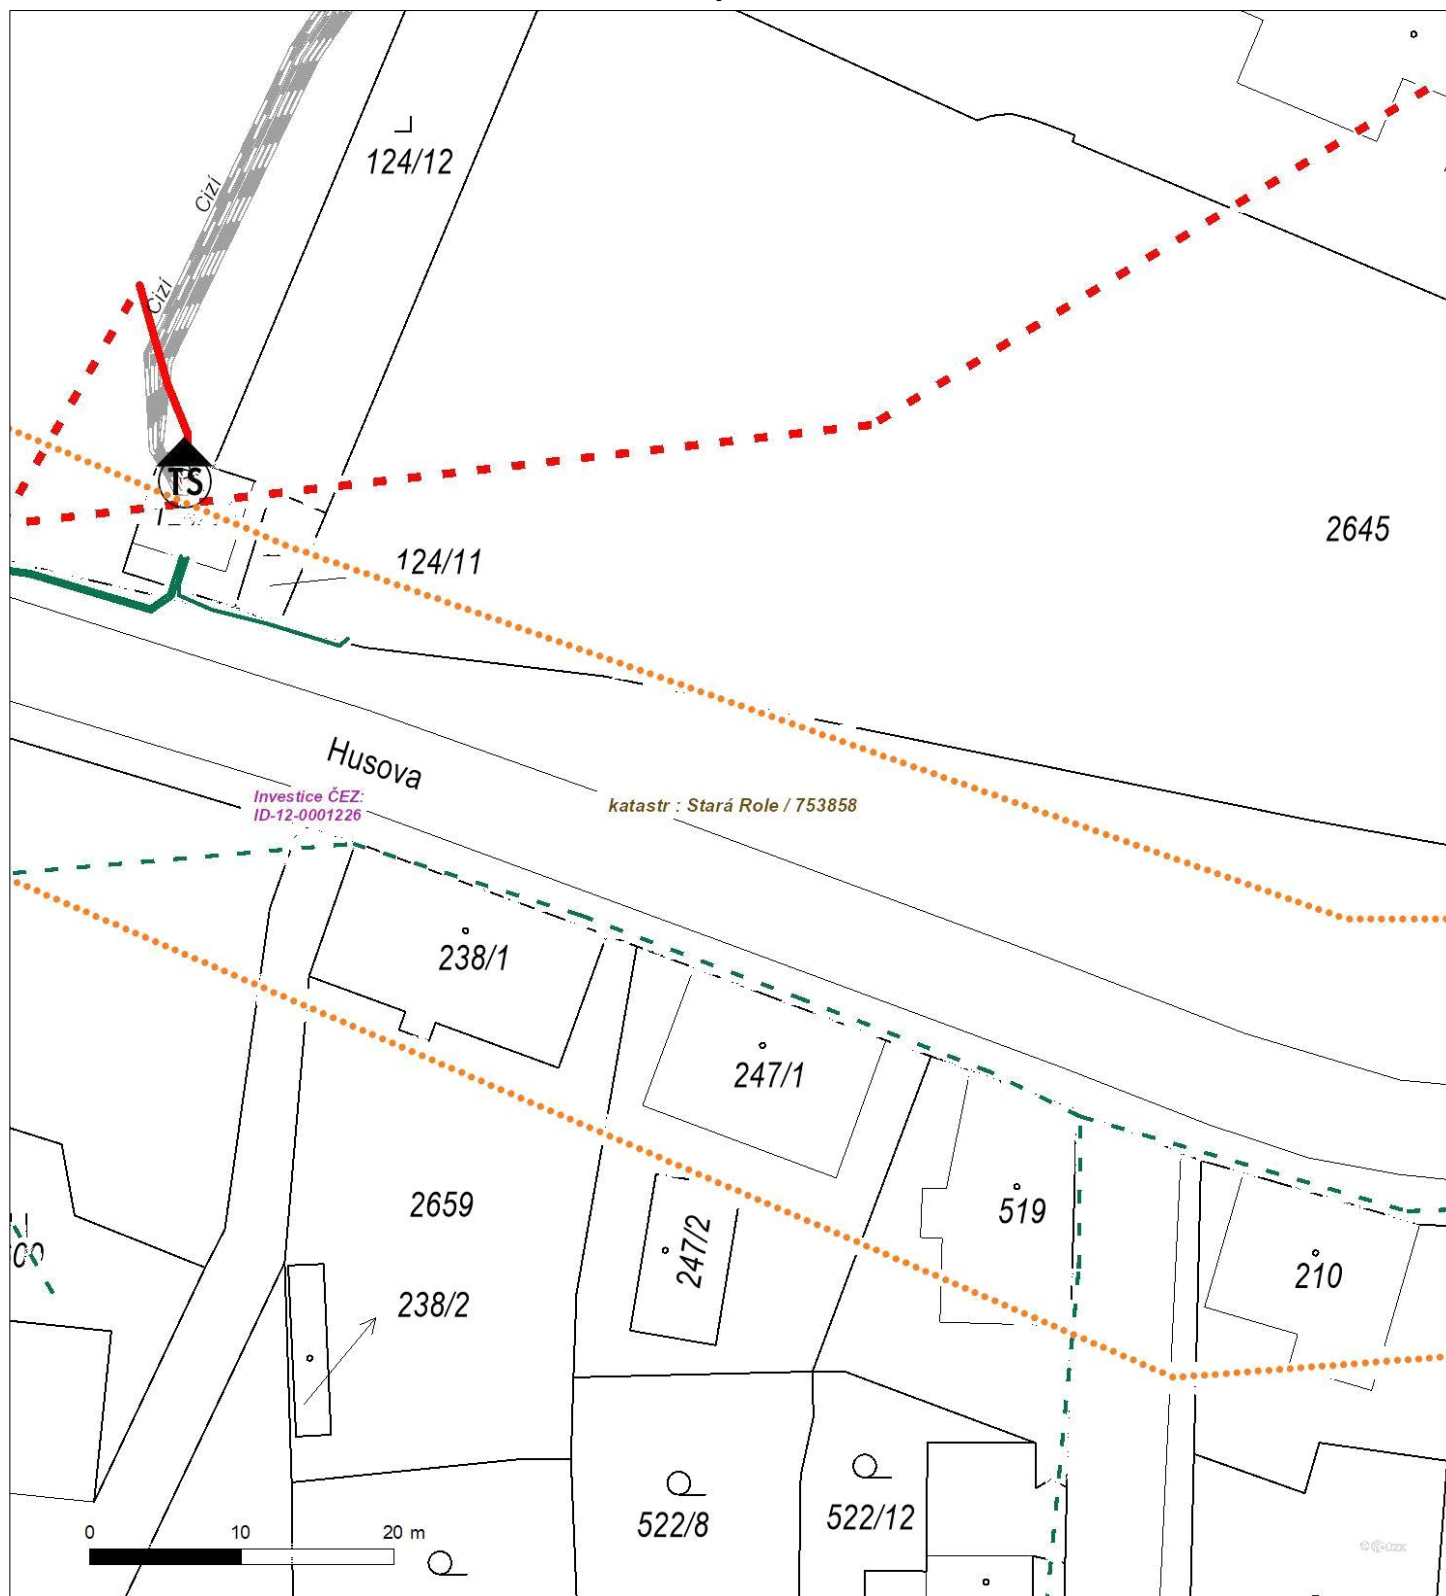 124/12
Cizí
Cizí
TS
2645
124/11
Husova
Investice ČEZ:
ID-12-0001226
katastr : Stará Role / 753858
238/1
247/1
2659
519
247/2
210
238/2
522/8
522/12
0 10 20 m